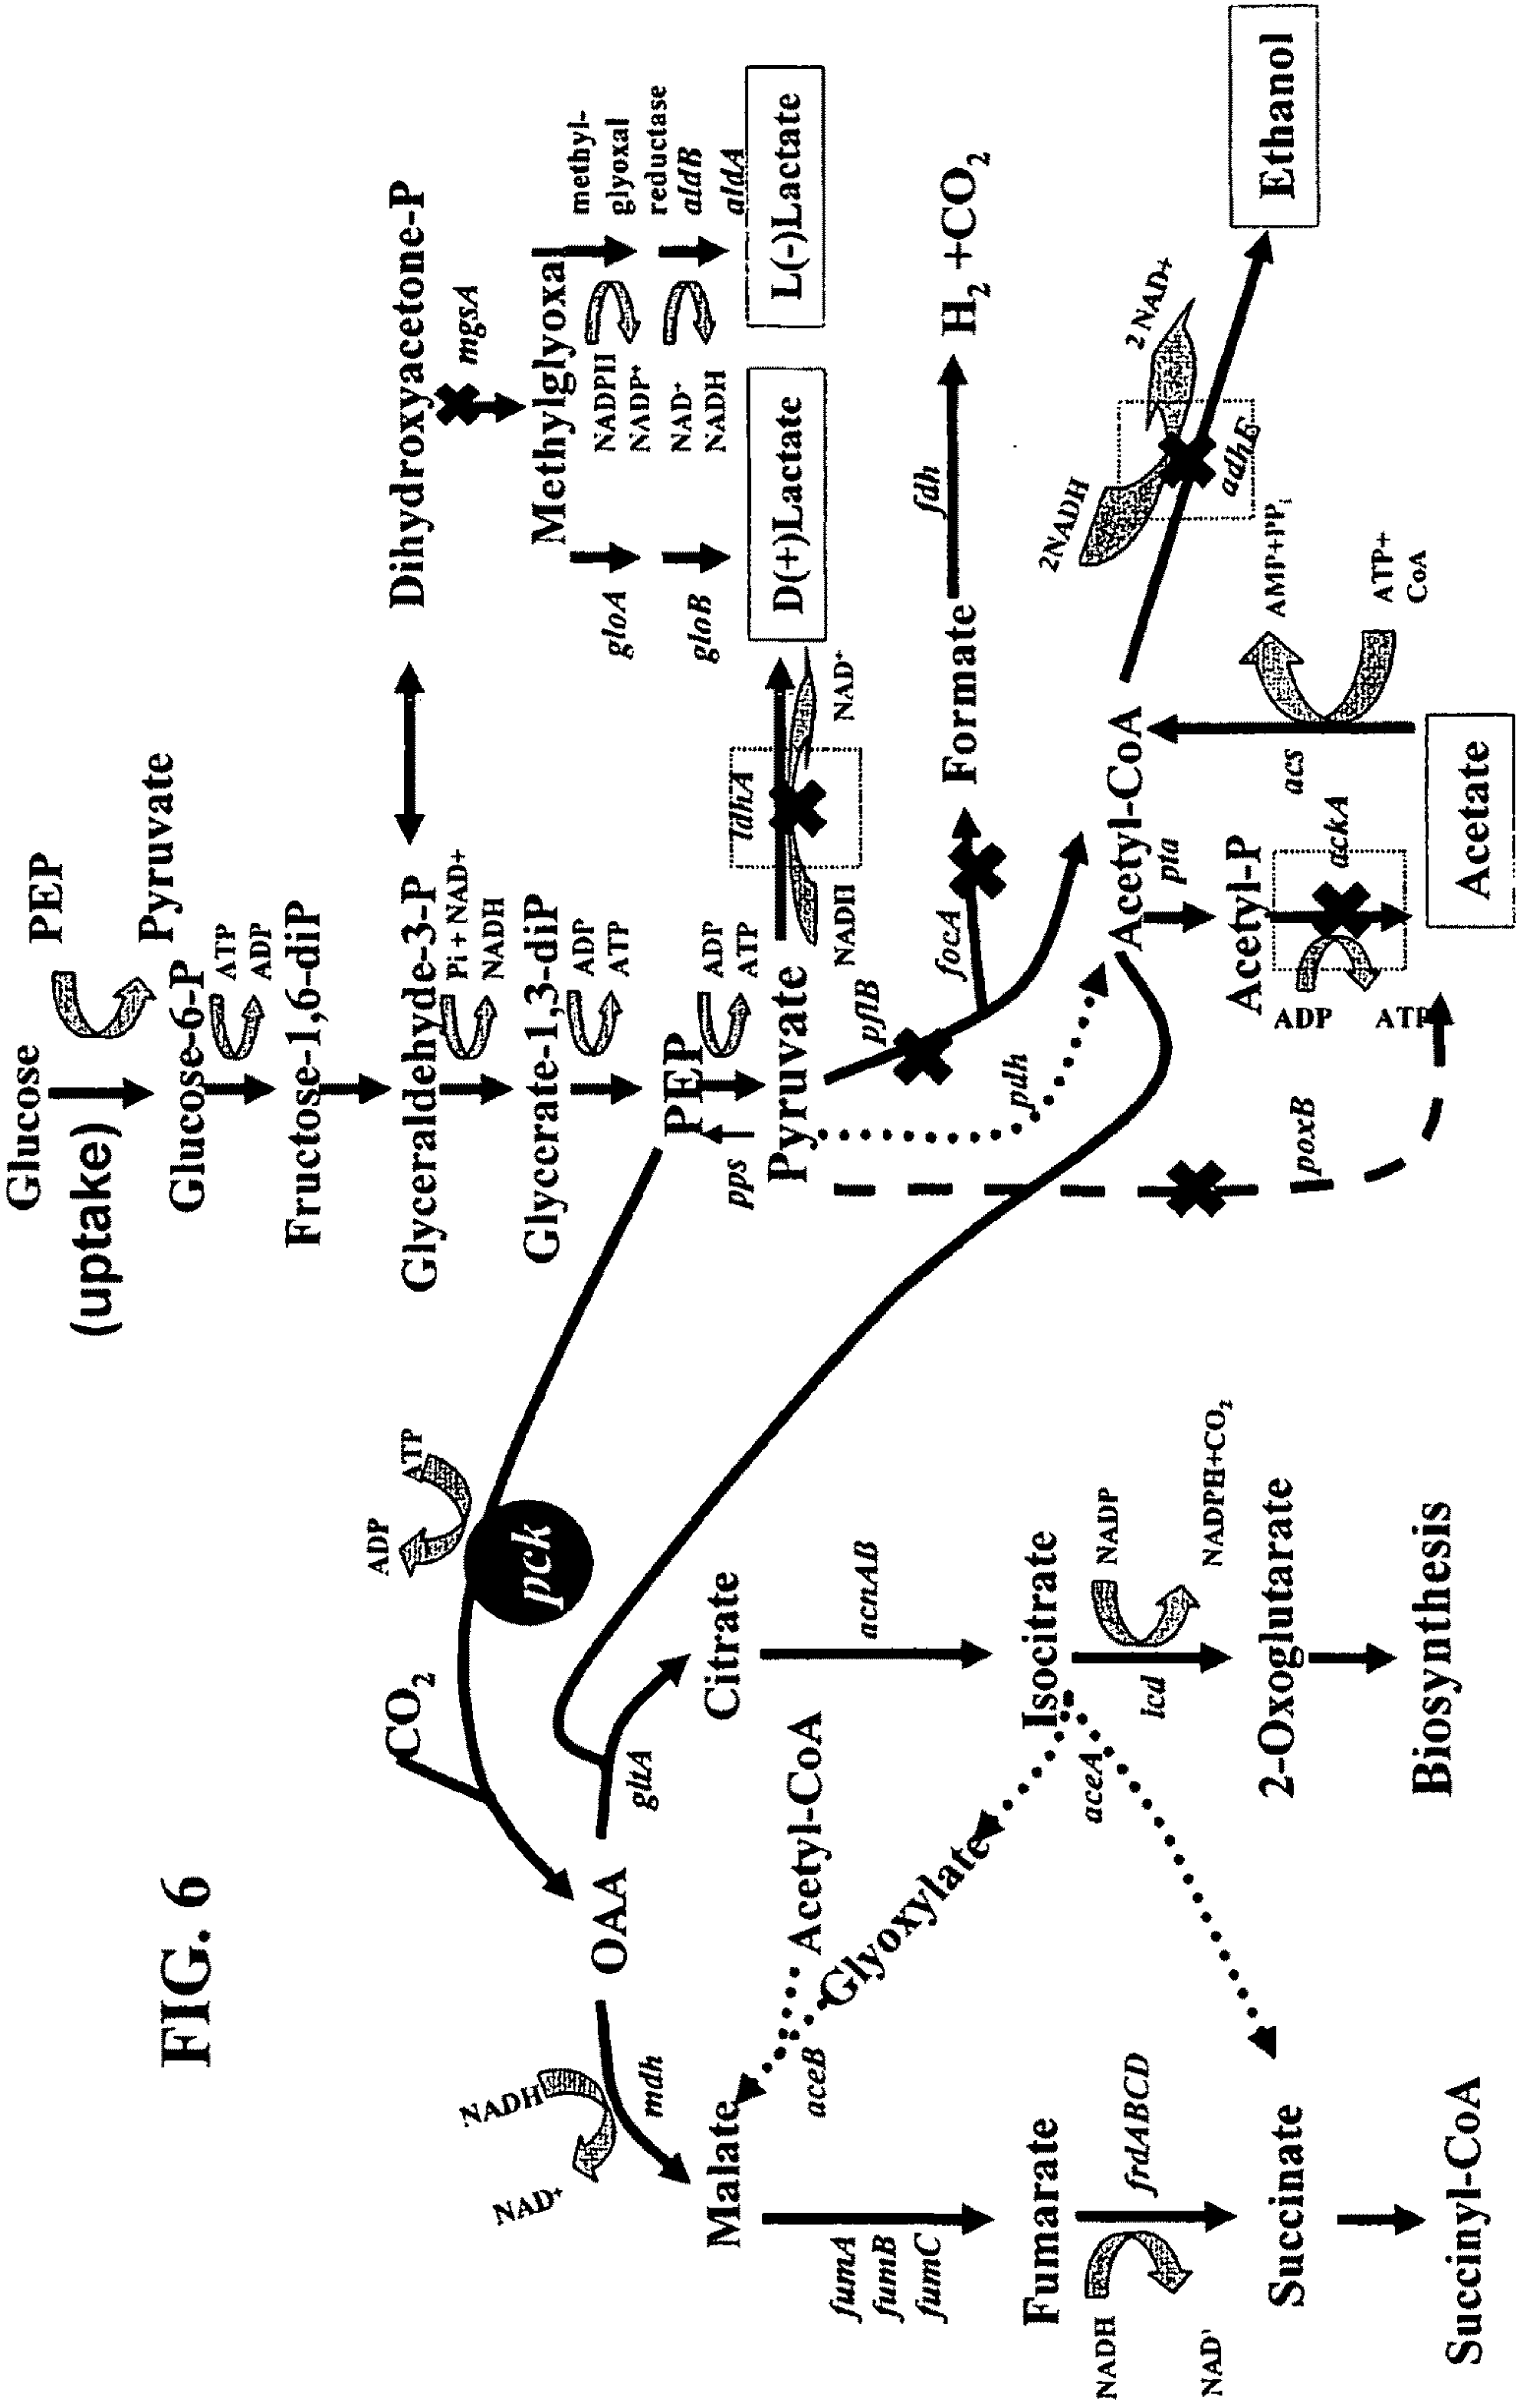 FIG. 6
Glucose
(uptake)
PEP
Pyruvate
Glucose-6-P
ATP
ADP
Fructose-1,6-diP
Glyceraldehyde-3-P
Dihydroxyacetone-P
Pi + NAD+
NADH
mgsA
Glycerate-1,3-diP
Methylglyoxal
ADP
ATP
gloA
gloB
NADPH
NADP+
NAD+
NADH
methyl-
glyoxal
reductase
aldB
aldA
PEP
ADP
ATP
pps
Pyruvate
ldhA
NADH
NAD+
D(+)Lactate
L(-)Lactate
ADP
ATP
pck
CO2
OAA
NADH
NAD+
mdh
gltA
Malate
Citrate
Acetyl-CoA
aceB
Glyoxylate
acnAB
fumA
fumB
fumC
pflB
focA
Formate
fdh
H2 +CO2
pdh
Fumarate
Isocitrate
aceA
NADH
NAD+
frdABCD
icd
NADP
NADPH+CO2
Acetyl-CoA
2NADH
2 NAD+
adhE
Ethanol
pta
Acetyl-P
acs
AMP+PPi
ATP+
CoA
ackA
ADP
ATP
poxB
Acetate
Succinate
2-Oxoglutarate
Succinyl-CoA
Biosynthesis